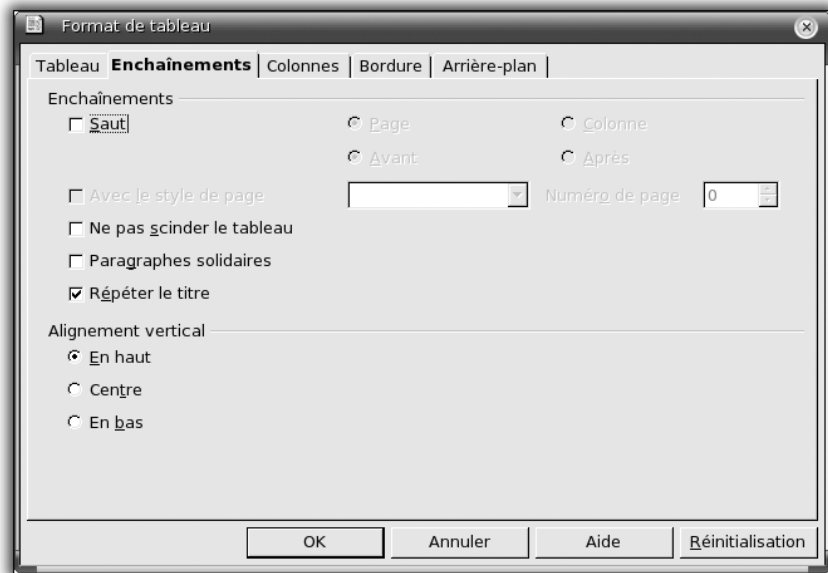 Format de tableau
Tableau Enchaînements Colonnes Bordure Arrière-plan
Enchaînements
Saut Page Colonne
Avant Après
Avec le style de page Numéro de page 0
Ne pas scinder le tableau
Paragraphes solidaires
Répéter le titre
Alignement vertical
En haut
Centre
En bas
OK Annuler Aide Réinitialisation